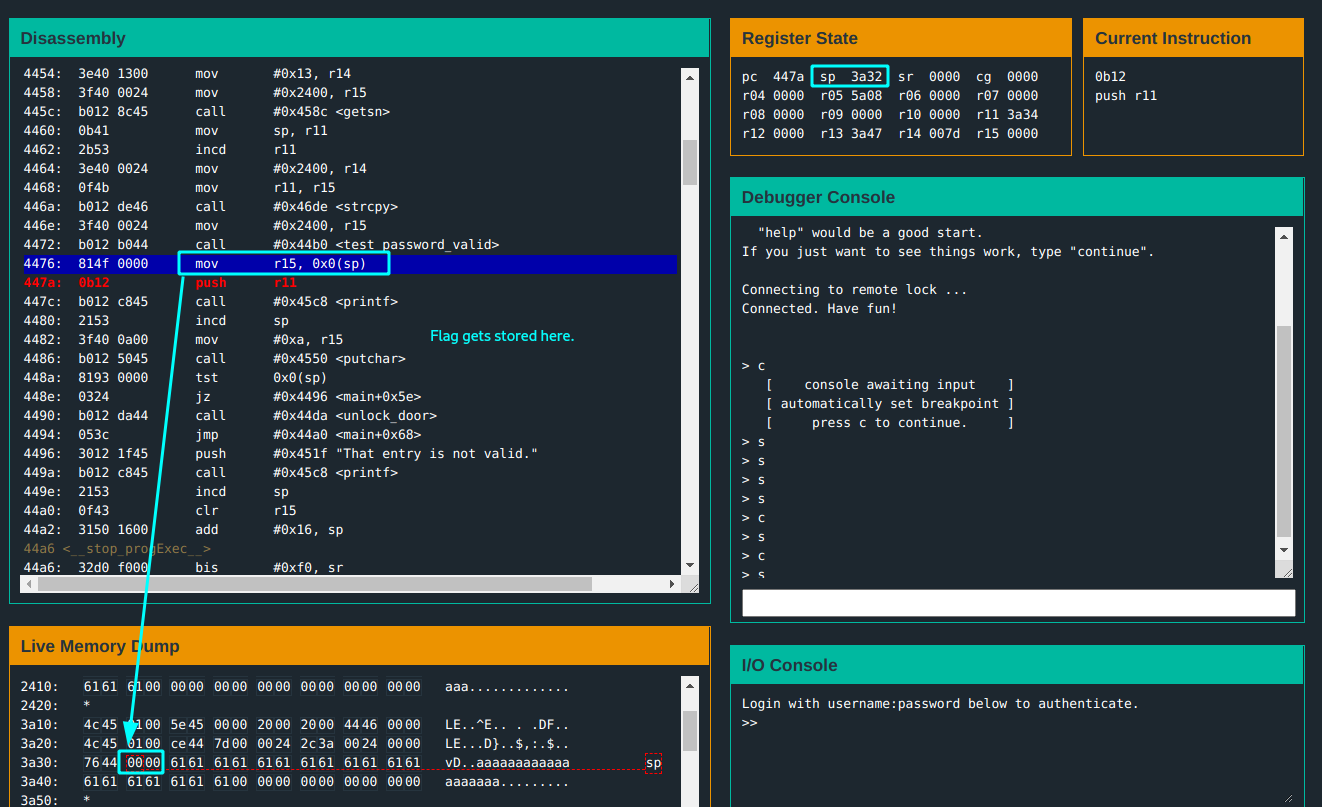 Disassembly
4454: 3e40 1300 mov #0x13, r14
4458: 3f40 0024 mov #0x2400, r15
445c: b012 8c45 call #0x458c <getsn>
4460: 0b41 mov sp, r11
4462: 2b53 incd r11
4464: 3e40 0024 mov #0x2400, r14
4468: 0f4b mov r11, r15
446a: b012 de46 call #0x46de <strcpy>
446e: 3f40 0024 mov #0x2400, r15
4472: b012 b044 call #0x44b0 <test_password_valid>
4476: 814f 0000 mov r15, 0x0(sp)
447a: 0b12 push r11
447c: b012 c845 call #0x45c8 <printf>
4480: 2153 incd sp
4482: 3f40 0a00 mov #0xa, r15
Flag gets stored here.
4486: b012 5045 call #0x4550 <putchar>
448a: 8193 0000 tst 0x0(sp)
448e: 0324 jz #0x4496 <main+0x5e>
4490: b012 da44 call #0x44da <unlock_door>
4494: 053c jmp #0x44a0 <main+0x68>
4496: 3012 1f45 push #0x451f "That entry is not valid."
449a: b012 c845 call #0x45c8 <printf>
449e: 2153 incd sp
44a0: 0f43 clr r15
44a2: 3150 1600 add #0x16, sp
44a6 <__stop_progExec__>
44a6: 32d0 f000 bis #0xf0, sr
Live Memory Dump
2410: 6161 6100 0000 0000 0000 0000 0000 0000 aaa.............
2420: *
3a10: 4c45 0100 5e45 0000 2000 2000 4446 0000 LE..^E.. . .DF..
3a20: 4c45 0100 ce44 7d00 0024 2c3a 0024 0000 LE...D}..$,:.$..
3a30: 7644 0000 6161 6161 6161 6161 6161 6161 vD..aaaaaaaaaaaa sp
3a40: 6161 6161 6161 6100 0000 0000 0000 0000 aaaaaaa.........
3a50: *
Register State
pc 447a sp 3a32 sr 0000 cg 0000
r04 0000 r05 5a08 r06 0000 r07 0000
r08 0000 r09 0000 r10 0000 r11 3a34
r12 0000 r13 3a47 r14 007d r15 0000
Current Instruction
0b12
push r11
Debugger Console
"help" would be a good start.
If you just want to see things work, type "continue".
Connecting to remote lock ...
Connected. Have fun!
> c
[ console awaiting input ]
[ automatically set breakpoint ]
[ press c to continue. ]
> s
> s
> s
> s
> c
> s
> c
> s
I/O Console
Login with username:password below to authenticate.
>>